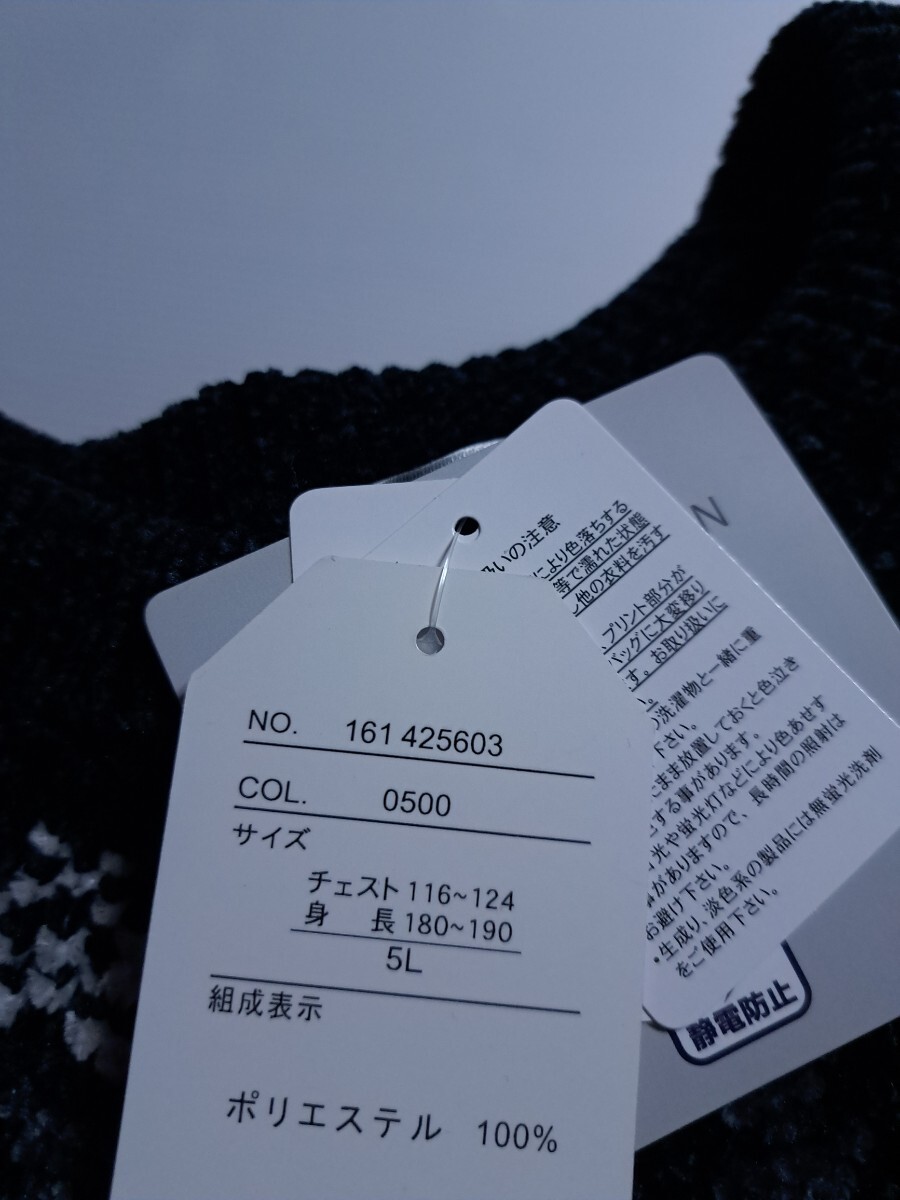 NO. 161 425603
COL. 0500
サイズ
チェスト 116~124
身 長 180~190
5L
組成表示
ポリエステル 100%
いの注意
により色落ちする
等で濡れた状態
他の衣料を汚す
プリント部分が
バッグに大変移り
す。お取り扱いに
洗濯物と一緒に重
下さい。
まま放置しておくと色泣き
する事があります。
光や蛍光灯などにより色あせす
がありますので、長時間の照射は
お避け下さい。
・生成り、淡色系の製品には無蛍光洗剤
をご使用下さい。
N
静電防止